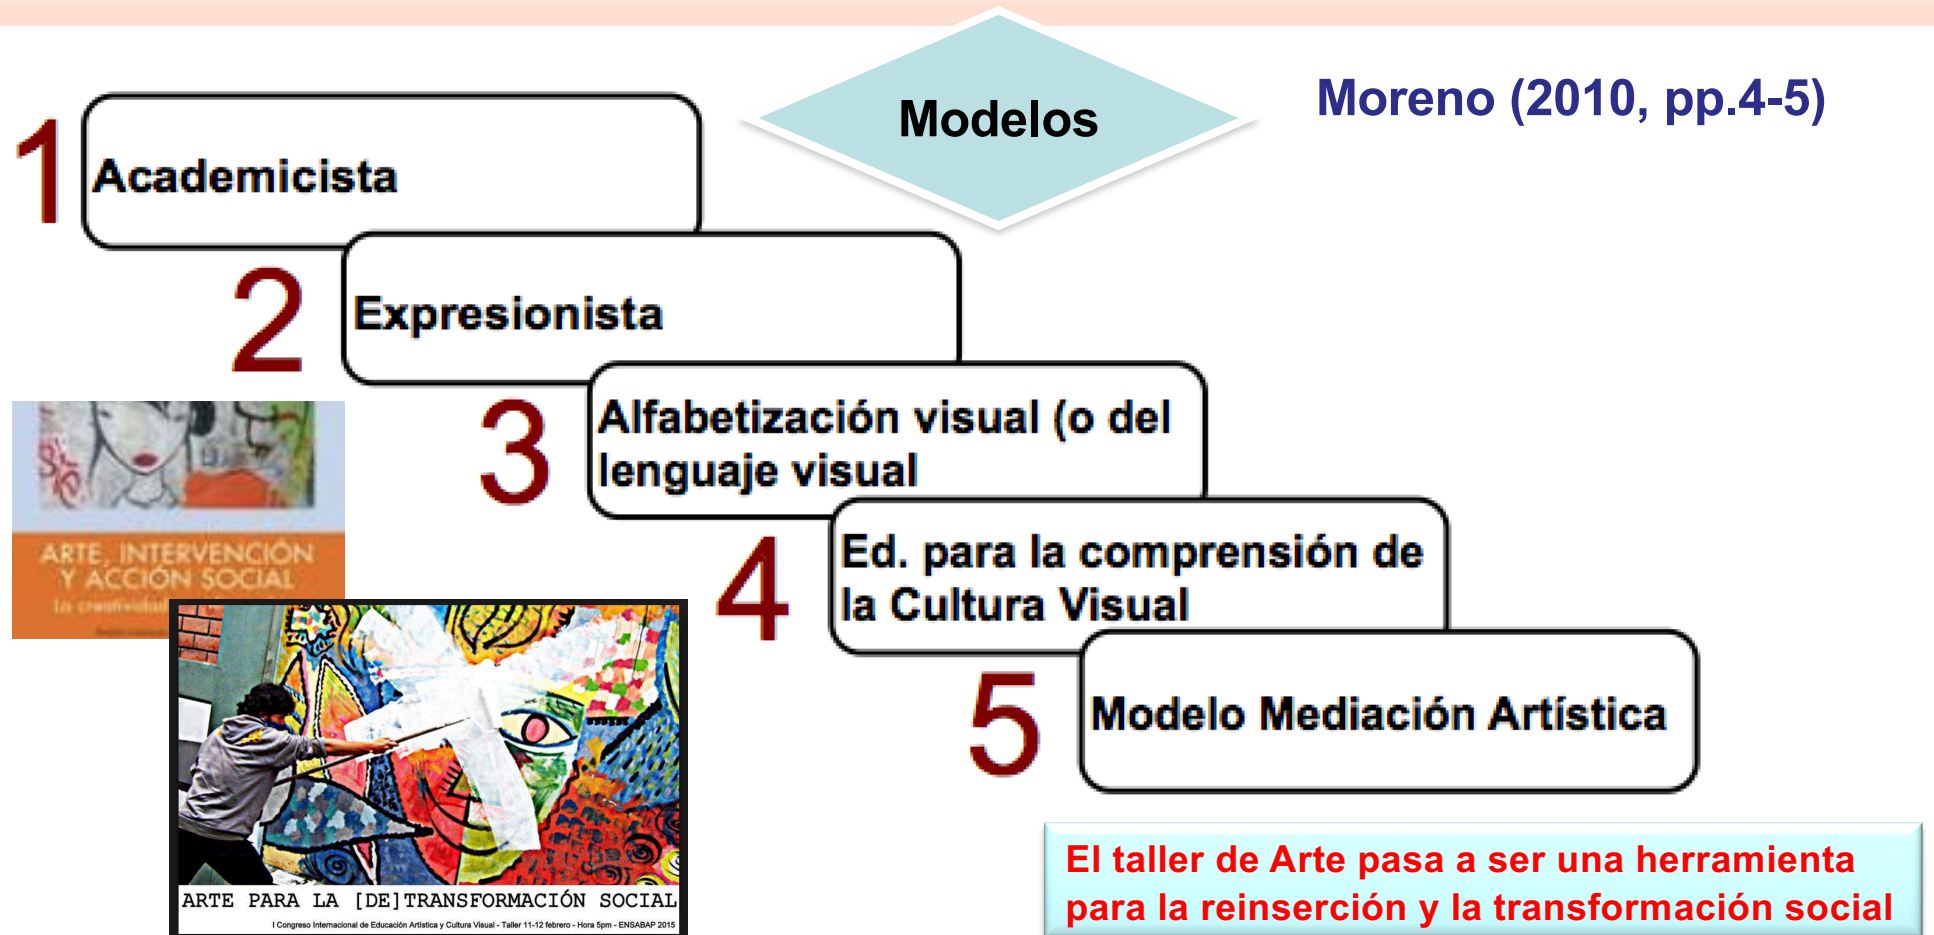 Modelos
Moreno (2010, pp.4-5)
1
Academicista
2
Expresionista
3
Alfabetización visual (o del
lenguaje visual
4
Ed. para la comprensión de
la Cultura Visual
5
Modelo Mediación Artística
ARTE, INTERVENCIÓN
Y ACCIÓN SOCIAL
La creatividad
ARTE PARA LA [DE]TRANSFORMACIÓN SOCIAL
I Congreso Internacional de Educación Artística y Cultura Visual - Taller 11-12 febrero - Hora 5pm - ENSABAP 2015
El taller de Arte pasa a ser una herramienta
para la reinserción y la transformación social